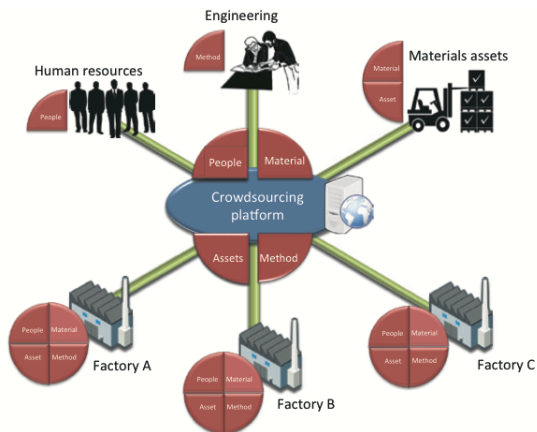 Engineering
Method
Human resources
People
Materials assets
Material
Asset
People
Material
Crowdsourcing
platform
Assets
Method
People
Material
Asset
Method
Factory A
People
Material
Asset
Method
Factory B
People
Material
Asset
Method
Factory C